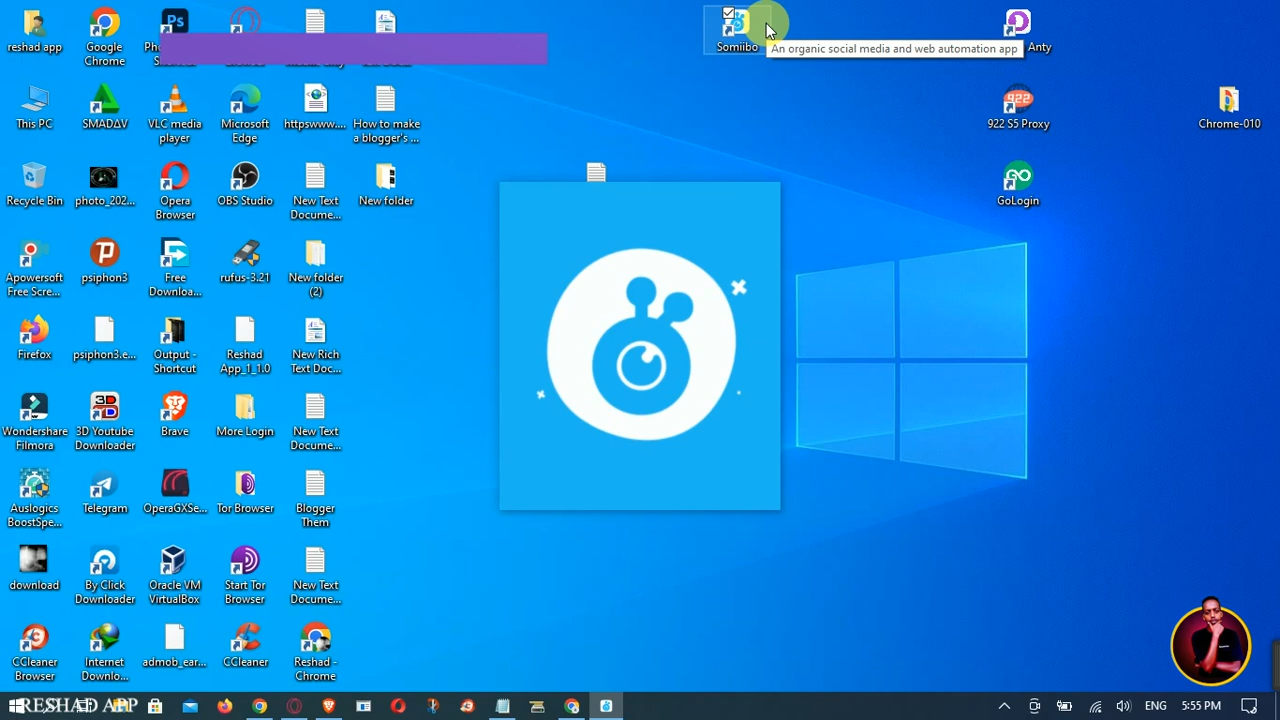 reshad app
Google
Chrome
Somiibo
An organic social media and web automation app
Anty
This PC
SMADΔV
VLC media
player
Microsoft
Edge
httpswww....
How to make
a blogger's ...
922 S5 Proxy
Chrome-010
Recycle Bin
photo_202...
Opera
Browser
OBS Studio
New Text
Docume...
New folder
GoLogin
Apowersoft
Free Scre...
psiphon3
Free
Downloa...
rufus-3.21
New folder
(2)
Firefox
psiphon3.e...
Output -
Shortcut
Reshad
App_1_1.0
New Rich
Text Doc...
Wondershare
Filmora
3D Youtube
Downloader
Brave
More Login
New Text
Docume...
Auslogics
BoostSpe...
Telegram
OperaGXSe...
Tor Browser
Blogger
Them
download
By Click
Downloader
Oracle VM
VirtualBox
Start Tor
Browser
New Text
Docume...
CCleaner
Browser
Internet
Downlo...
admob_ear...
CCleaner
Reshad -
Chrome
RESHAD APP
ENG
5:55 PM